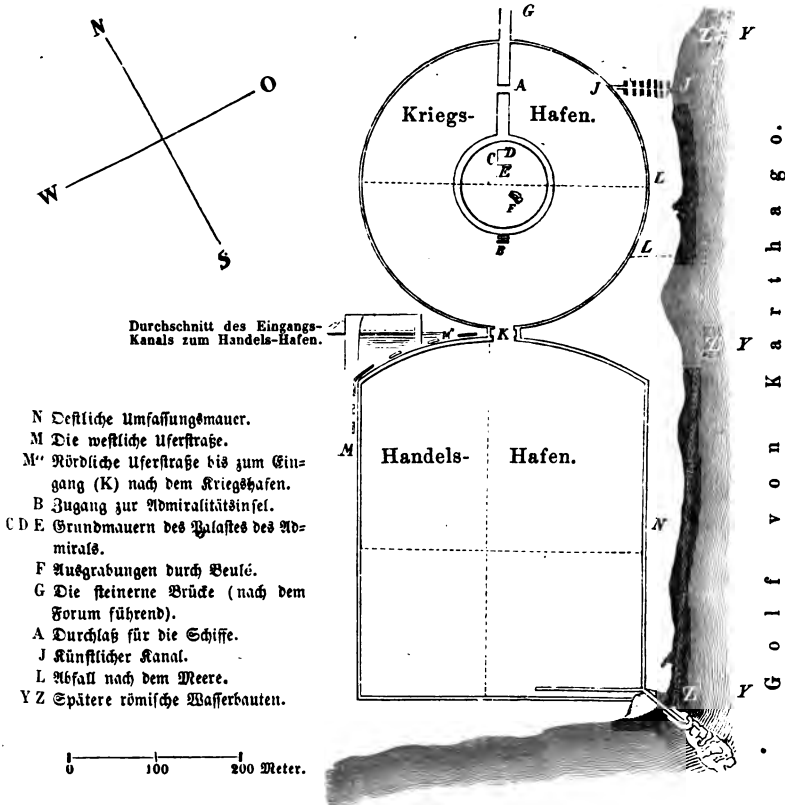 N
O
W
S
G
A
J
J
Z Y
Kriegs- Hafen.
C D
E
F
L
B
L
Durchschnitt des Eingangs-
Kanals zum Handels-Hafen.
M''
K
Z Y
N Oestliche Umfassungsmauer.
M Die westliche Uferstraße.
M'' Nördliche Uferstraße bis zum Ein-
gang (K) nach dem Kriegshafen.
B Zugang zur Admiralitätsinsel.
C D E Grundmauern des Palastes des Ad-
mirals.
F Ausgrabungen durch Beulé.
G Die steinerne Brücke (nach dem
Forum führend).
A Durchlaß für die Schiffe.
J Künstlicher Kanal.
L Abfall nach dem Meere.
Y Z Spätere römische Wasserbauten.
M
Handels- Hafen.
N
Z Y
0 100 200 Meter.
Golf von Karthago.